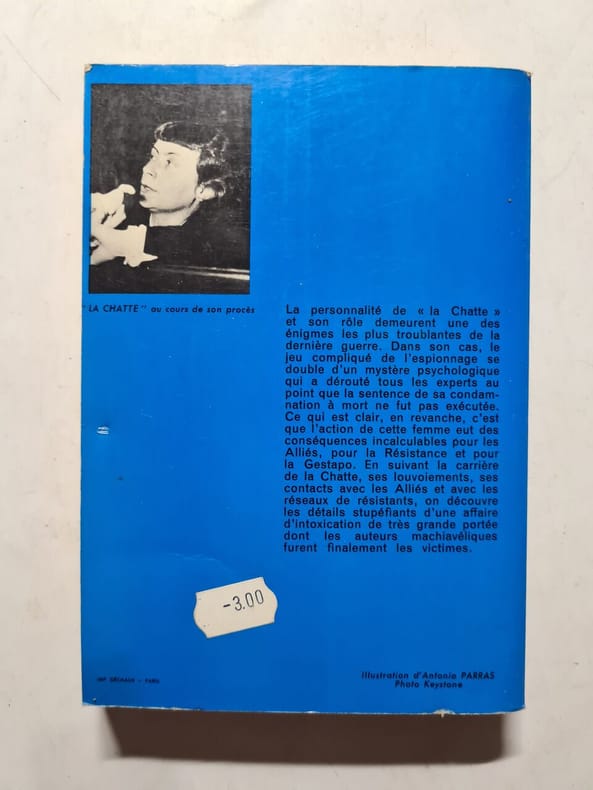 " LA CHATTE " au cours de son procès
La personnalité de « la Chatte »
et son rôle demeurent une des
énigmes les plus troublantes de la
dernière guerre. Dans son cas, le
jeu compliqué de l'espionnage se
double d'un mystère psychologique
qui a dérouté tous les experts au
point que la sentence de sa condam-
nation à mort ne fut pas exécutée.
Ce qui est clair, en revanche, c'est
que l'action de cette femme eut des
conséquences incalculables pour les
Alliés, pour la Résistance et pour
la Gestapo. En suivant la carrière
de la Chatte, ses louvoiements, ses
contacts avec les Alliés et avec les
réseaux de résistants, on découvre
les détails stupéfiants d'une affaire
d'intoxication de très grande portée
dont les auteurs machiavéliques
furent finalement les victimes.
-3.00
Illustration d'Antonio PARRAS
Photo Keystone
- PARIS